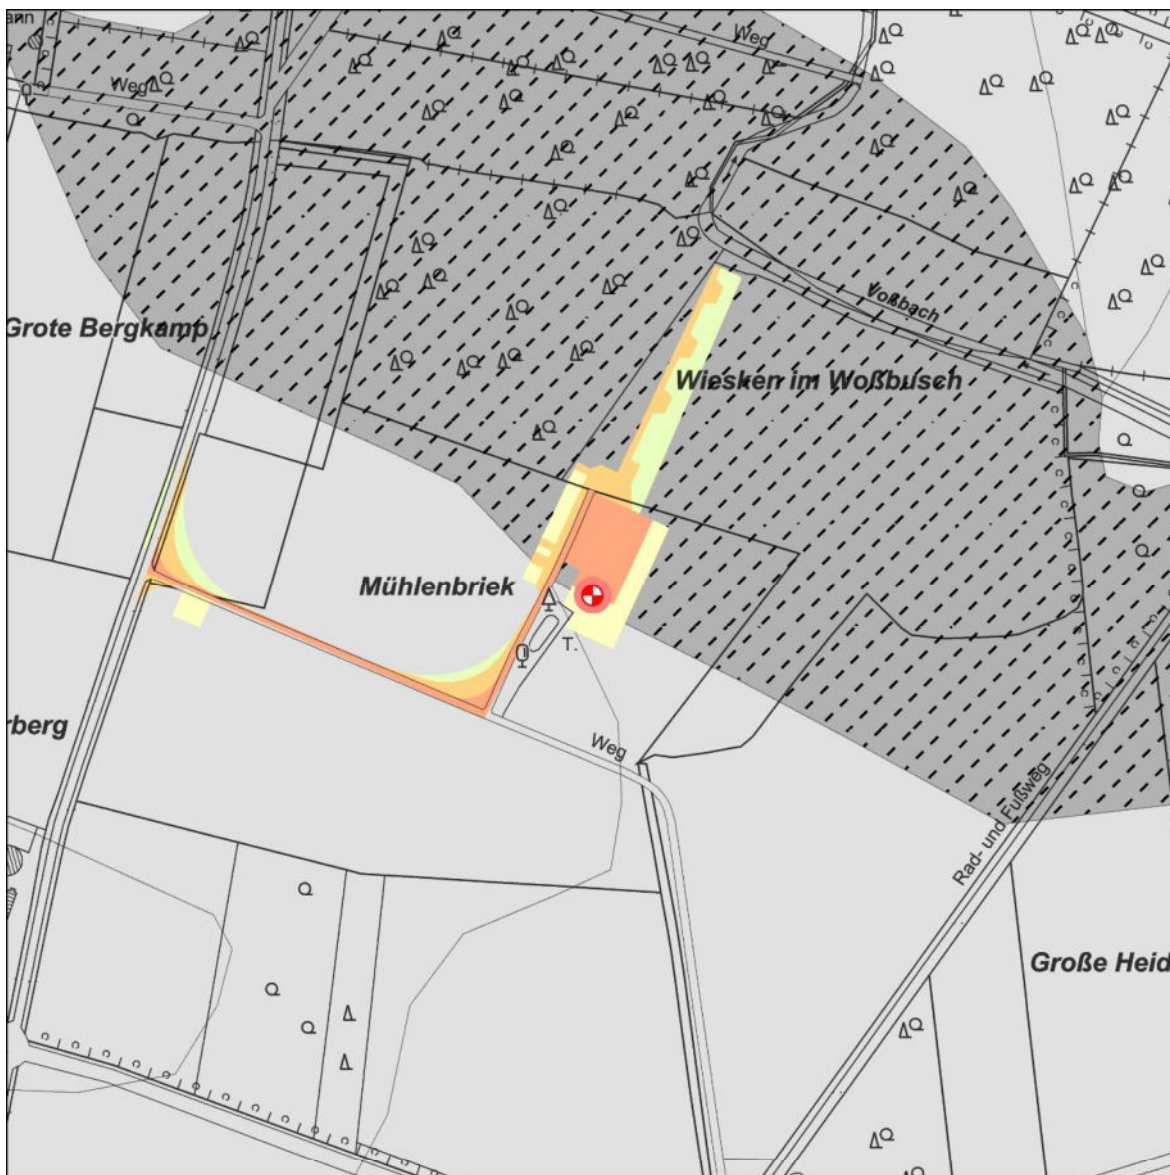 Weg
Weg
Voßbach
Grote Bergkamp
Wiesken im Woßbusch
Mühlenbriek
T.
rberg
Weg
Rad- und Fußweg
Große Heid